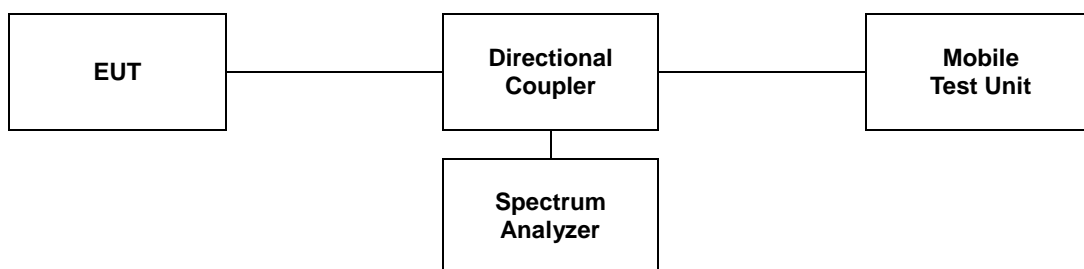 EUT
Directional
Coupler
Mobile
Test Unit
Spectrum
Analyzer